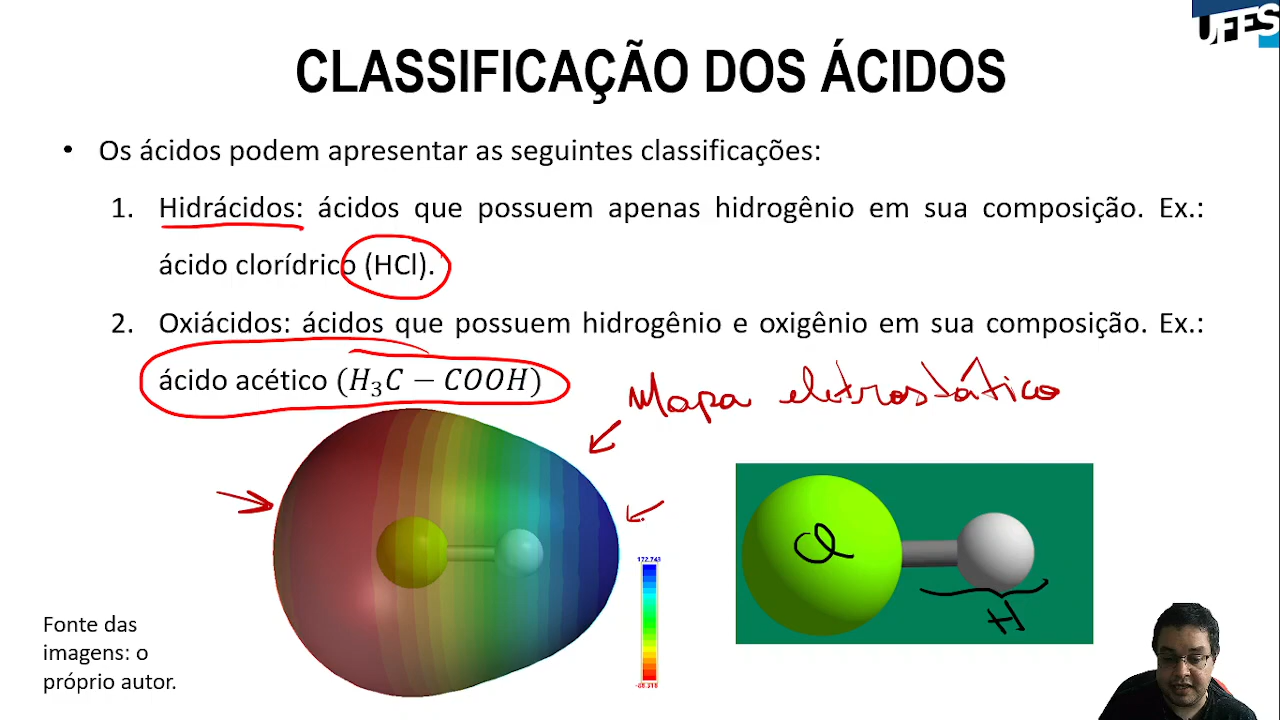 UFES
CLASSIFICAÇÃO DOS ÁCIDOS
• Os ácidos podem apresentar as seguintes classificações:
1. Hidrácidos: ácidos que possuem apenas hidrogênio em sua composição. Ex.:
ácido clorídrico (HCl).
2. Oxiácidos: ácidos que possuem hidrogênio e oxigênio em sua composição. Ex.:
ácido acético (H₃C − COOH)
Mapa eletrostático
Cl
H
172.743
Fonte das
imagens: o
próprio autor.